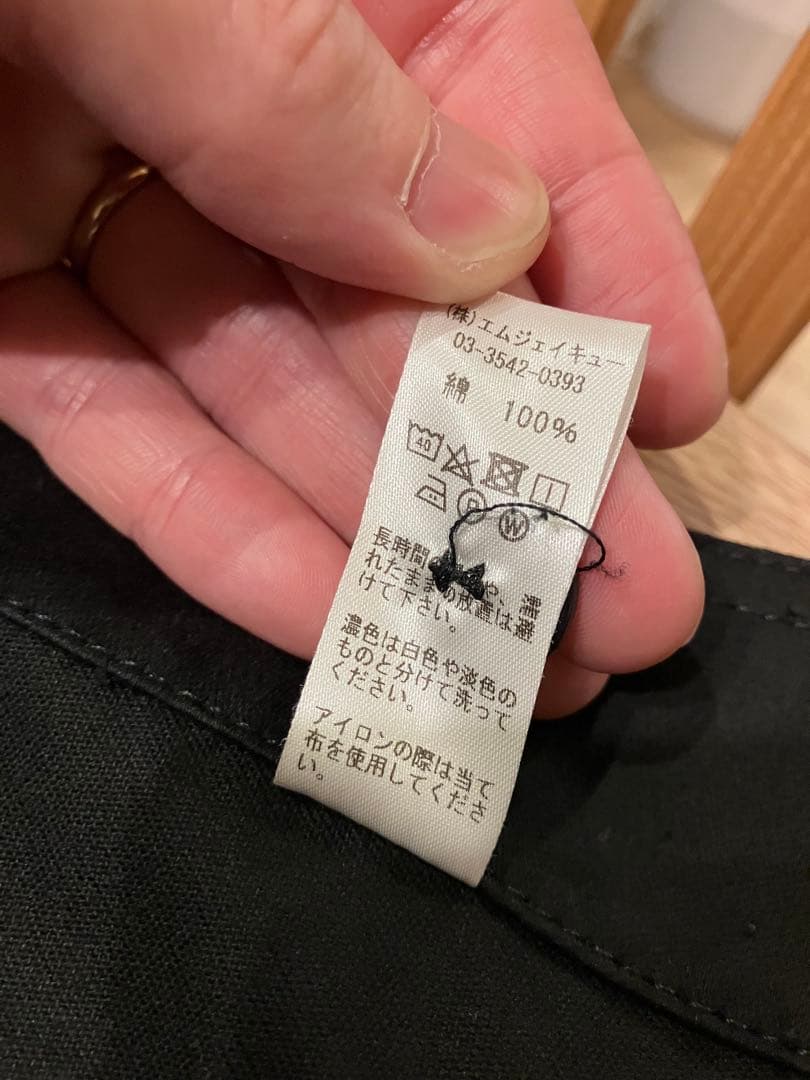 (株)エムジェイキュー
03-3542-0393
綿 100%
40
W
長時間 や、濡
れたまま 放置は避
けて下さい。
濃色は白色や淡色の
ものと分けて洗って
ください。
アイロンの際は当て
布を使用してくださ
い。